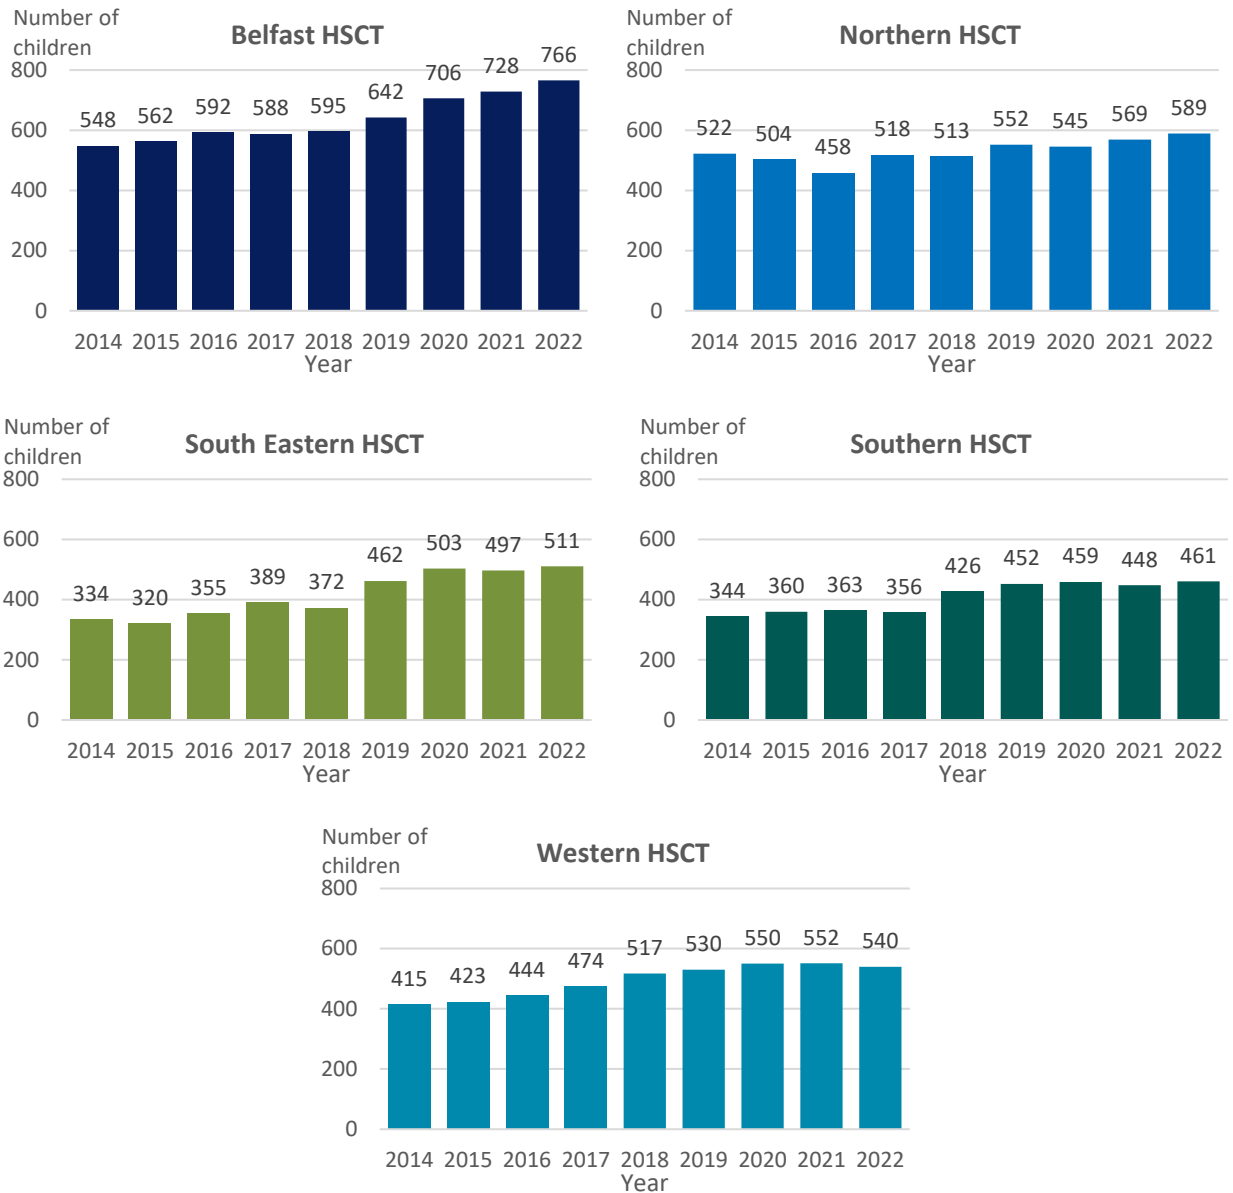 Number of
children
Belfast HSCT
800
600
400
200
0
548 562 592 588 595 642 706 728 766
2014 2015 2016 2017 2018 2019 2020 2021 2022
Year
Number of
children
Northern HSCT
800
600
400
200
0
522 504 458 518 513 552 545 569 589
2014 2015 2016 2017 2018 2019 2020 2021 2022
Year
Number of
children
South Eastern HSCT
800
600
400
200
0
334 320 355 389 372 462 503 497 511
2014 2015 2016 2017 2018 2019 2020 2021 2022
Year
Number of
children
Southern HSCT
800
600
400
200
0
344 360 363 356 426 452 459 448 461
2014 2015 2016 2017 2018 2019 2020 2021 2022
Year
Number of
children
Western HSCT
800
600
400
200
0
415 423 444 474 517 530 550 552 540
2014 2015 2016 2017 2018 2019 2020 2021 2022
Year